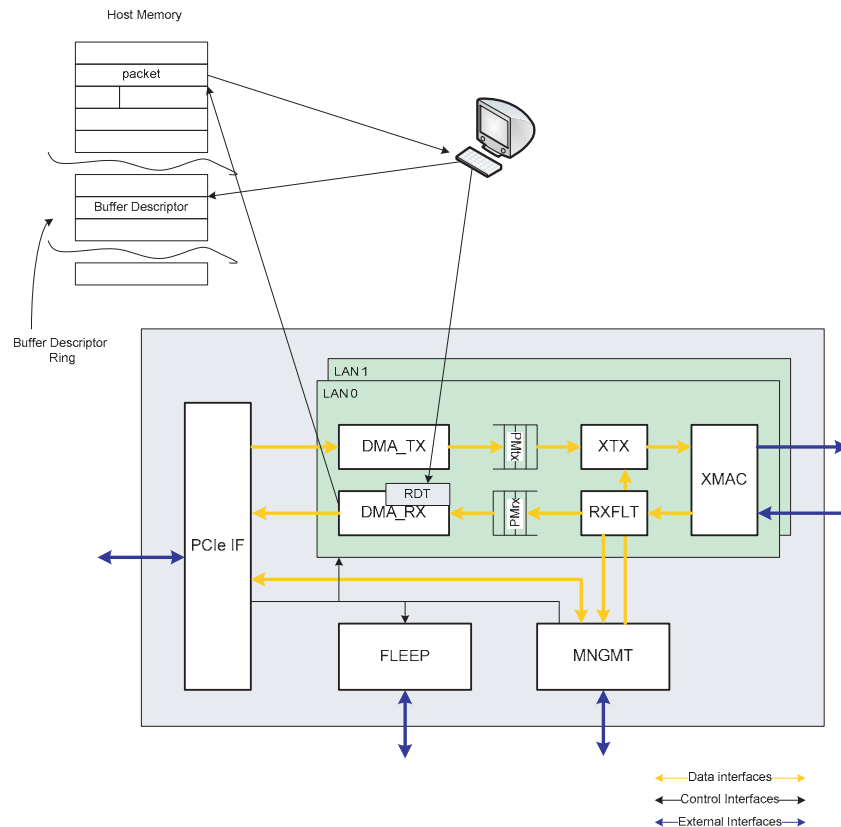 Host Memory
packet
Buffer Descriptor
Buffer Descriptor
Ring
LAN 1
LAN 0
DMA_TX
PMtx
XTX
XMAC
RDT
DMA_RX
PMrx
RXFLT
PCIe IF
FLEEP
MNGMT
Data interfaces
Control Interfaces
External Interfaces